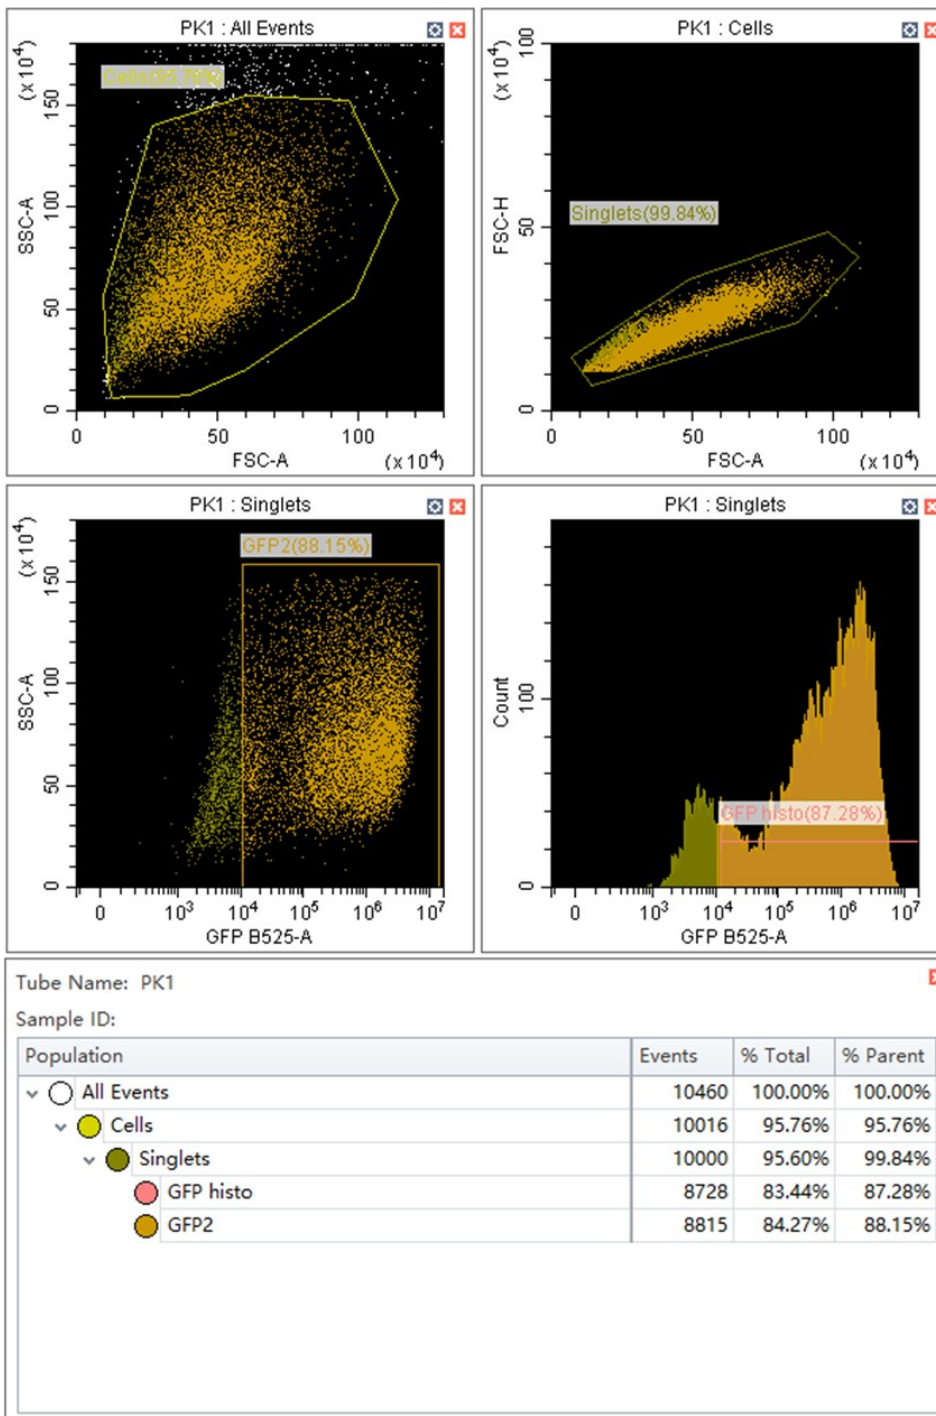 PK1 : All Events
(x 10⁴)
Cells(95.76%)
SSC-A
150
100
50
0
0 50 100
FSC-A (x 10⁴)
PK1 : Cells
(x 10⁴)
100
Singlets(99.84%)
FSC-H
50
0
0 50 100
FSC-A (x 10⁴)
PK1 : Singlets
(x 10⁴)
GFP2(88.15%)
SSC-A
150
100
50
0
0 10³ 10⁴ 10⁵ 10⁶ 10⁷
GFP B525-A
PK1 : Singlets
Count
100
GFP histo(87.28%)
0
0 10³ 10⁴ 10⁵ 10⁶ 10⁷
GFP B525-A
Tube Name: PK1
Sample ID:
Population Events % Total % Parent
All Events 10460 100.00% 100.00%
Cells 10016 95.76% 95.76%
Singlets 10000 95.60% 99.84%
GFP histo 8728 83.44% 87.28%
GFP2 8815 84.27% 88.15%